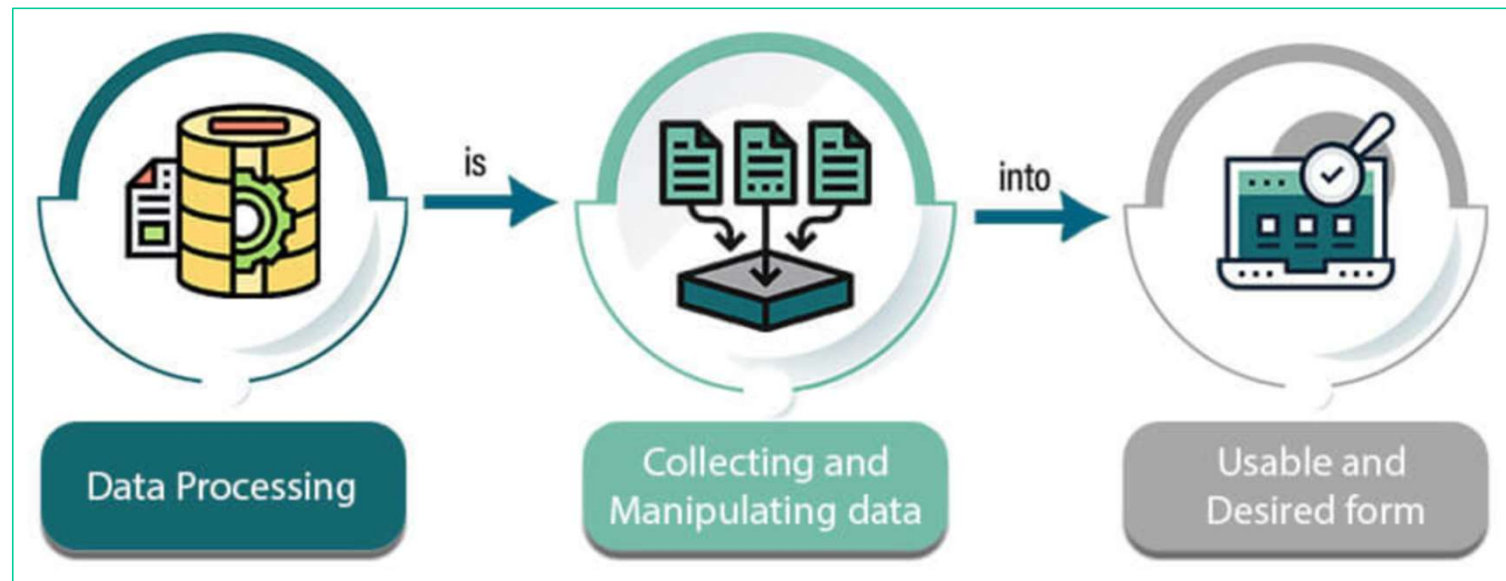 is
into
Data Processing
Collecting and
Manipulating data
Usable and
Desired form